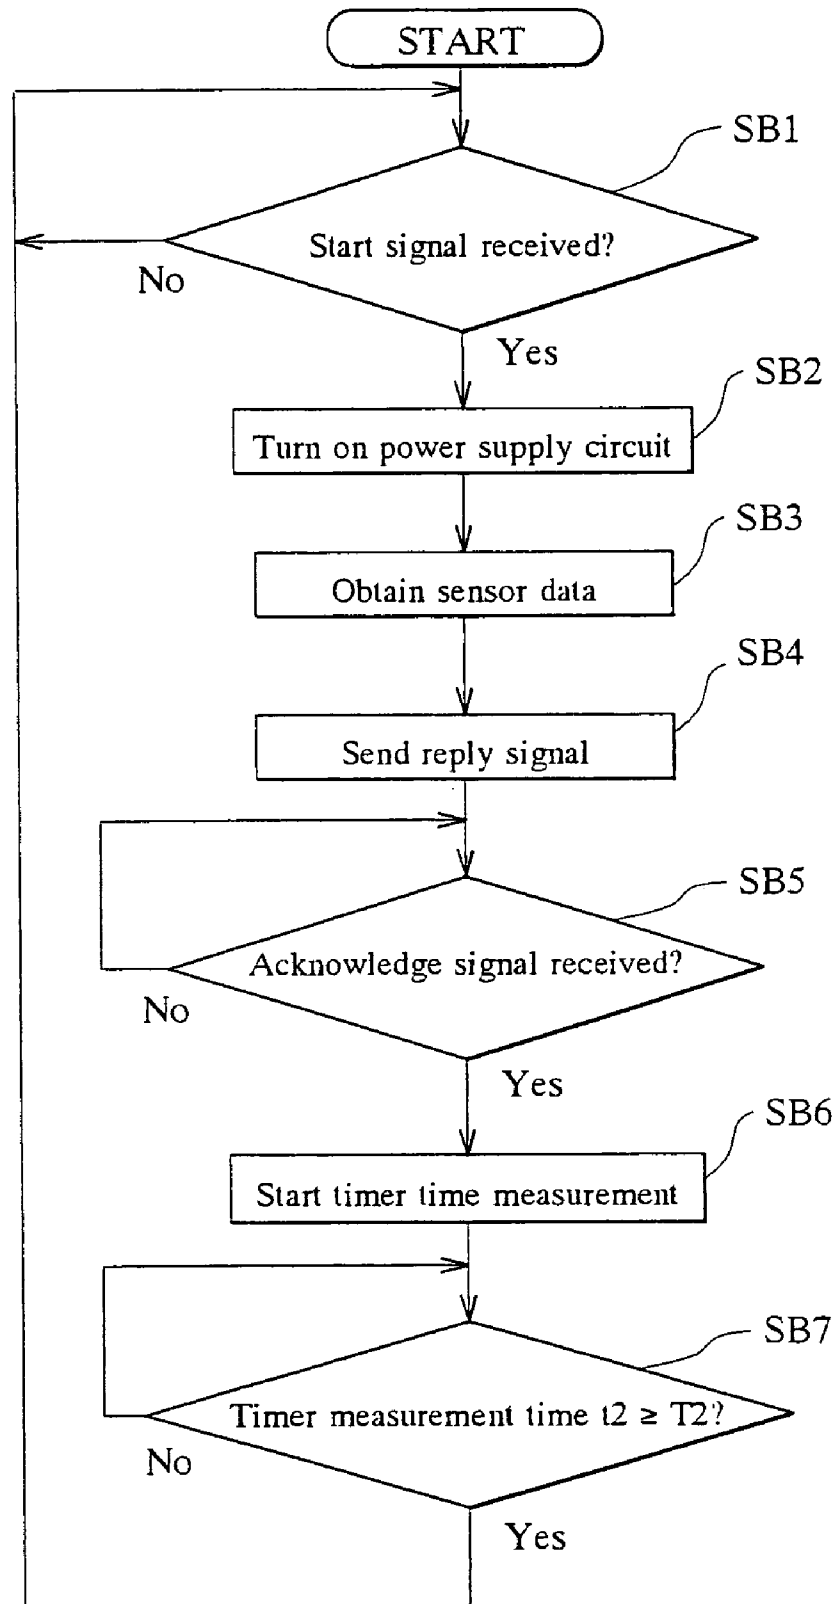 START
SB1
Start signal received?
No
Yes
SB2
Turn on power supply circuit
SB3
Obtain sensor data
SB4
Send reply signal
SB5
Acknowledge signal received?
No
Yes
SB6
Start timer time measurement
SB7
Timer measurement time t2 ≥ T2?
No
Yes